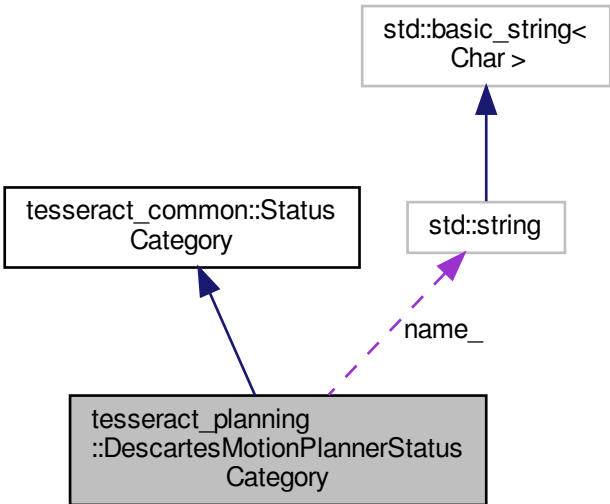 std::basic_string<
Char >
tesseract_common::Status
Category
std::string
name_
tesseract_planning
::DescartesMotionPlannerStatus
Category